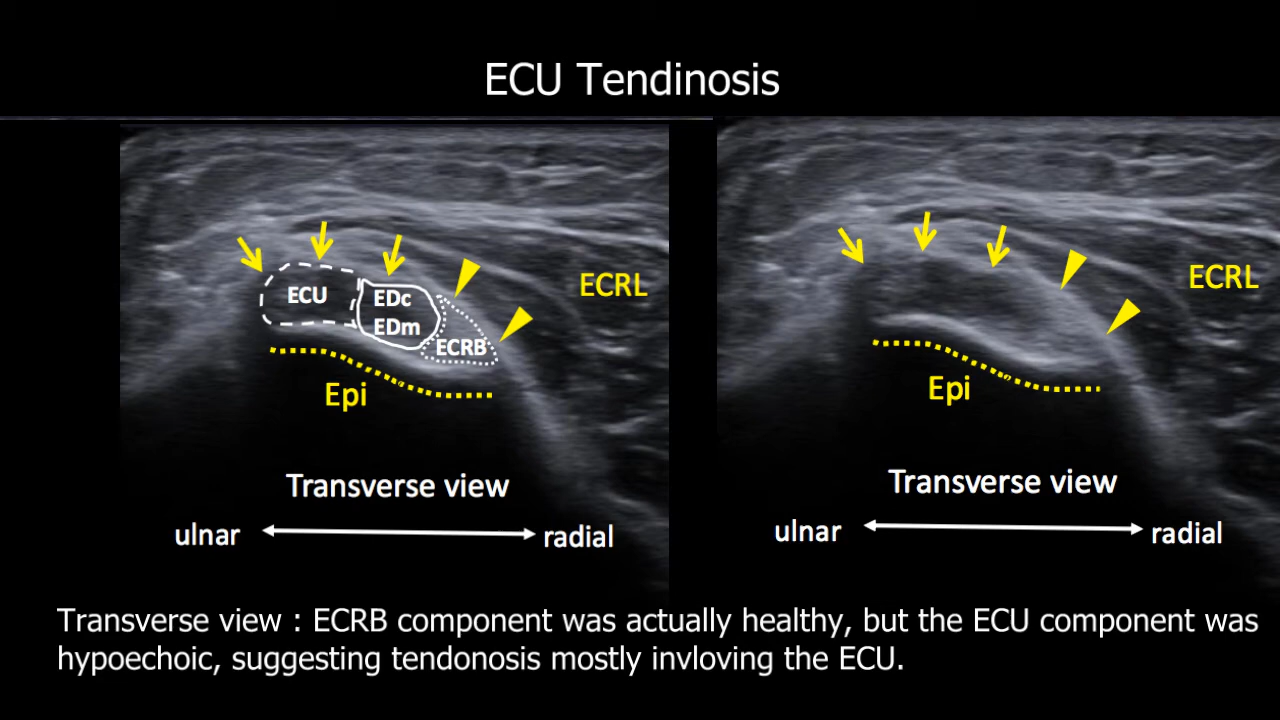 ECU Tendinosis
ECU
EDc
EDm
ECRB
ECRL
Epi
Transverse view
ulnar
radial
ECRL
Epi
Transverse view
ulnar
radial
Transverse view : ECRB component was actually healthy, but the ECU component was
hypoechoic, suggesting tendonosis mostly invloving the ECU.